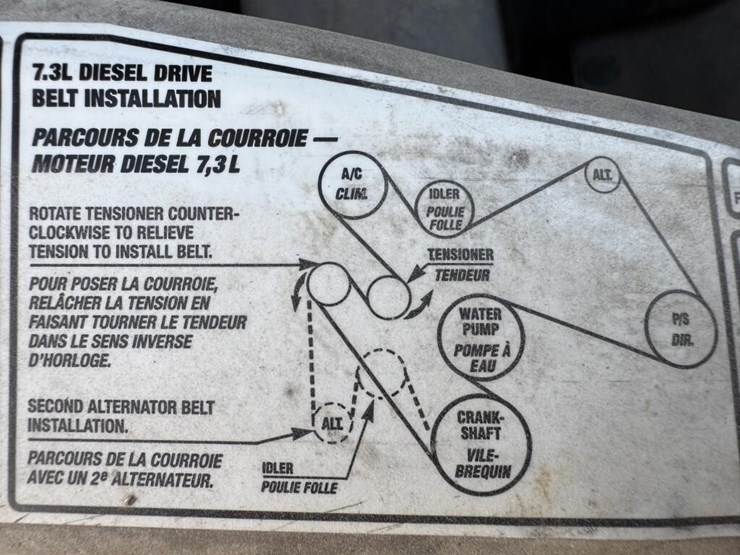 7.3L DIESEL DRIVE
BELT INSTALLATION
PARCOURS DE LA COURROIE —
MOTEUR DIESEL 7,3 L
ROTATE TENSIONER COUNTER-
CLOCKWISE TO RELIEVE
TENSION TO INSTALL BELT.
POUR POSER LA COURROIE,
RELÂCHER LA TENSION EN
FAISANT TOURNER LE TENDEUR
DANS LE SENS INVERSE
D'HORLOGE.
SECOND ALTERNATOR BELT
INSTALLATION.
PARCOURS DE LA COURROIE
AVEC UN 2e ALTERNATEUR.
A/C
CLIM.
IDLER
POULIE
FOLLE
ALT.
TENSIONER
TENDEUR
WATER
PUMP
POMPE À
EAU
P/S
DIR.
CRANK-
SHAFT
VILE-
BREQUIN
ALT.
IDLER
POULIE FOLLE